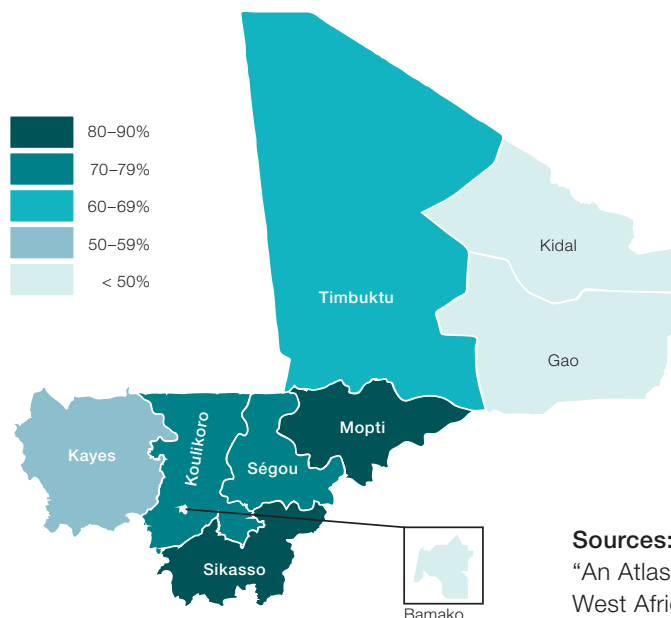 80–90%
70–79%
60–69%
50–59%
< 50%
Kidal
Timbuktu
Gao
Mopti
Koulikoro
Kayes
Ségou
Sikasso
Bamako
Sources:
“An Atlas
West Afri